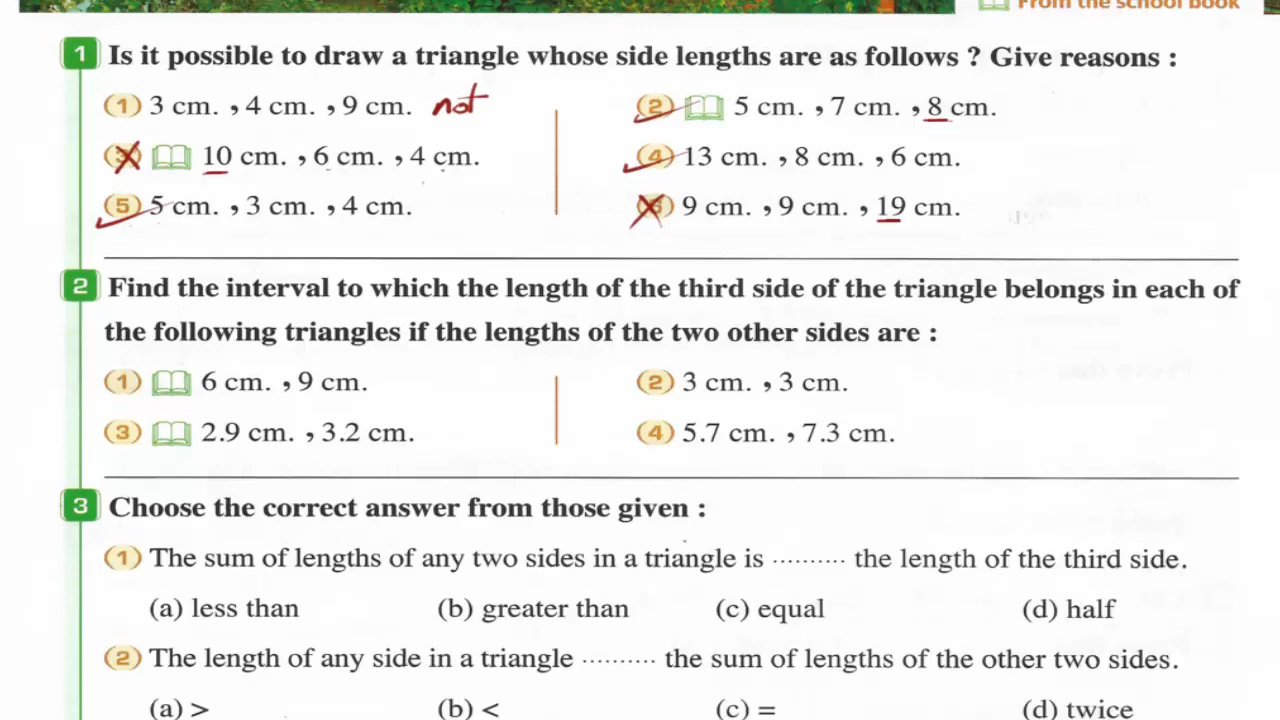 From the school book
1 Is it possible to draw a triangle whose side lengths are as follows ? Give reasons :
(1) 3 cm. , 4 cm. , 9 cm. not
(2) 5 cm. , 7 cm. , 8 cm.
(3) 10 cm. , 6 cm. , 4 cm.
(4) 13 cm. , 8 cm. , 6 cm.
(5) 5 cm. , 3 cm. , 4 cm.
(6) 9 cm. , 9 cm. , 19 cm.
2 Find the interval to which the length of the third side of the triangle belongs in each of
the following triangles if the lengths of the two other sides are :
(1) 6 cm. , 9 cm.
(2) 3 cm. , 3 cm.
(3) 2.9 cm. , 3.2 cm.
(4) 5.7 cm. , 7.3 cm.
3 Choose the correct answer from those given :
(1) The sum of lengths of any two sides in a triangle is .......... the length of the third side.
(a) less than (b) greater than (c) equal (d) half
(2) The length of any side in a triangle .......... the sum of lengths of the other two sides.
(a) > (b) < (c) = (d) twice